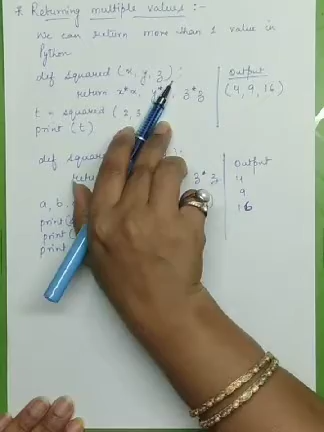 * Returning multiple values :-
We can return more than 1 value in
Python
def squared (x, y, z) :
return x*x, y* z*z
t = squared (2, 3
print (t)
Output
(4, 9, 16)
def squa
retu z* z
a, b,
print (
print (
print
Output
4
9
16